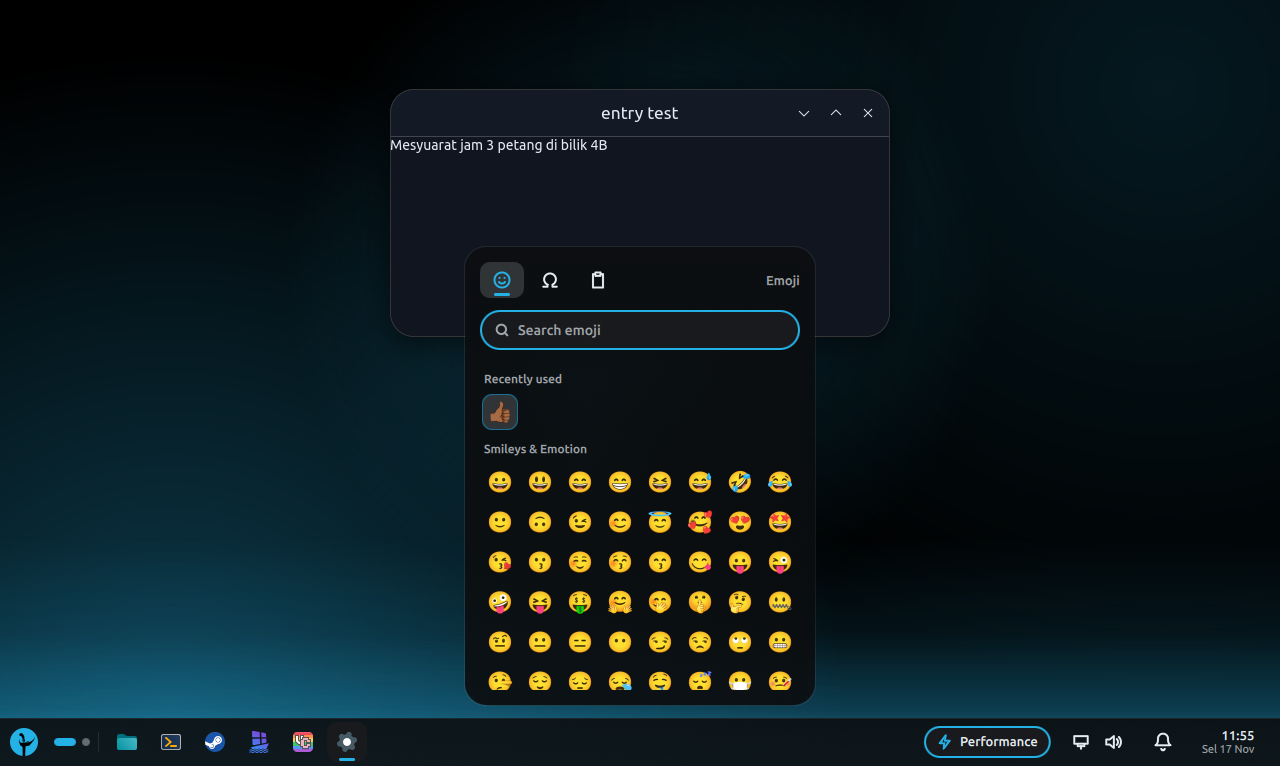 entry test
Mesyuarat jam 3 petang di bilik 4B
Emoji
Search emoji
Recently used
Smileys & Emotion
Performance
11:55
Sel 17 Nov